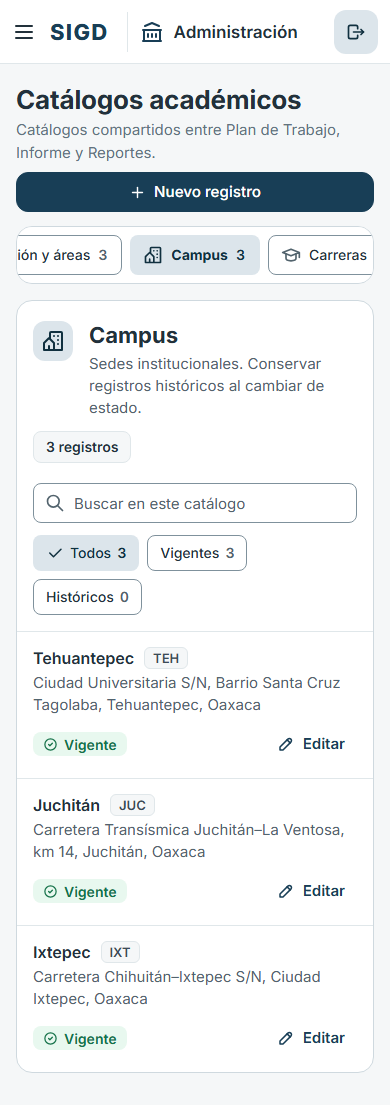 SIGD
Administración
Catálogos académicos
Catálogos compartidos entre Plan de Trabajo,
Informe y Reportes.
Nuevo registro
ión y áreas 3
Campus 3
Carreras
Campus
Sedes institucionales. Conservar
registros históricos al cambiar de
estado.
3 registros
Buscar en este catálogo
Todos 3
Vigentes 3
Históricos 0
Tehuantepec TEH
Ciudad Universitaria S/N, Barrio Santa Cruz
Tagolaba, Tehuantepec, Oaxaca
Vigente
Editar
Juchitán JUC
Carretera Transísmica Juchitán–La Ventosa,
km 14, Juchitán, Oaxaca
Vigente
Editar
Ixtepec IXT
Carretera Chihuitán–Ixtepec S/N, Ciudad
Ixtepec, Oaxaca
Vigente
Editar